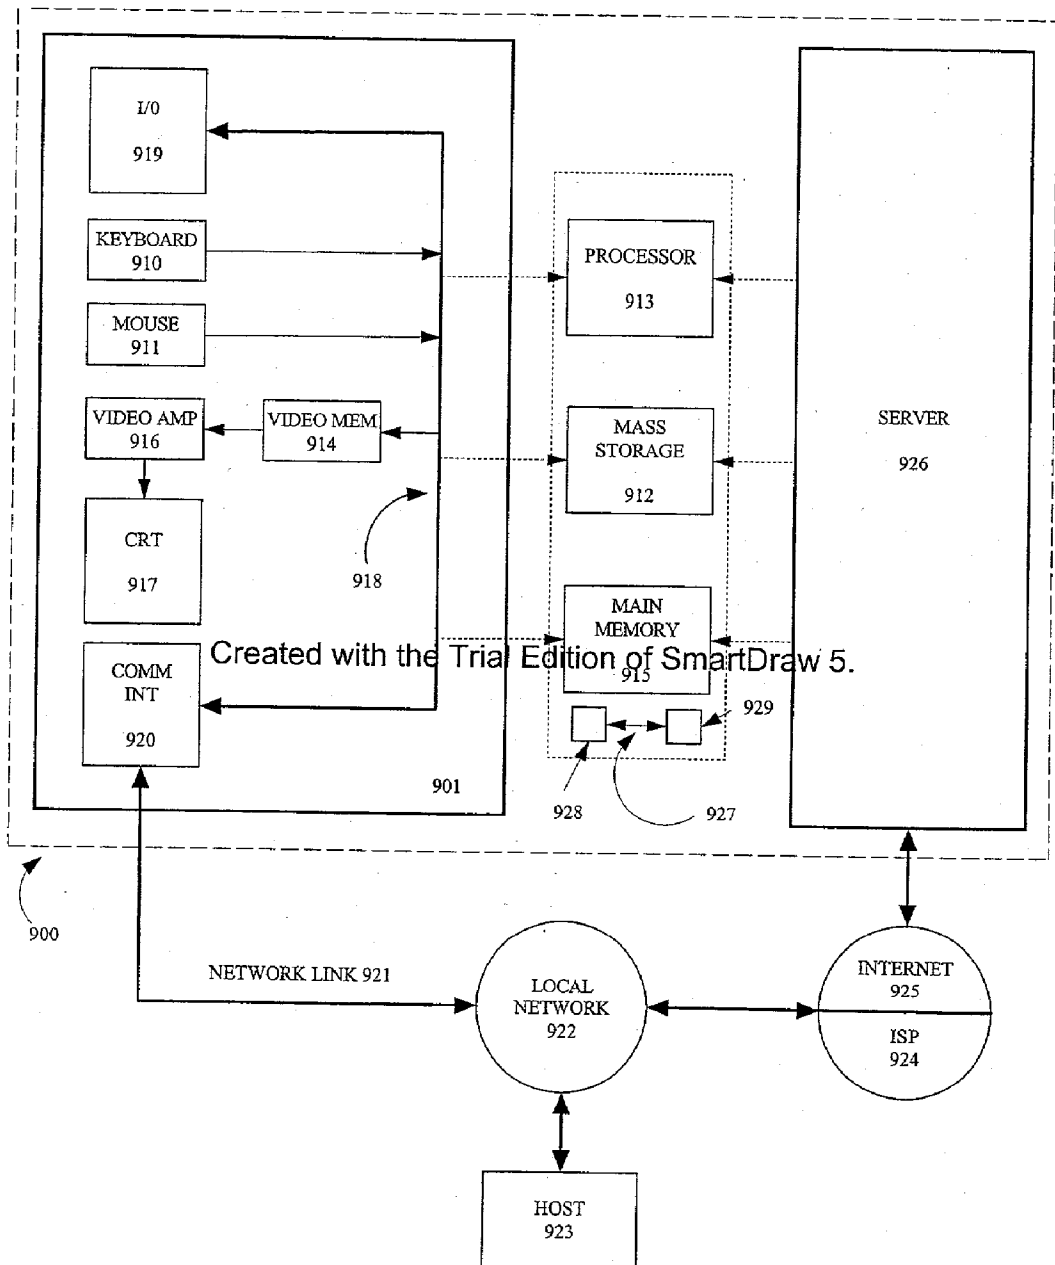 I/0
919
KEYBOARD
910
MOUSE
911
VIDEO AMP
916
VIDEO MEM
914
CRT
917
918
COMM
INT
920
901
PROCESSOR
913
MASS
STORAGE
912
MAIN
MEMORY
915
Created with the Trial Edition of SmartDraw 5.
929
928
927
SERVER
926
900
NETWORK LINK 921
LOCAL
NETWORK
922
INTERNET
925
ISP
924
HOST
923